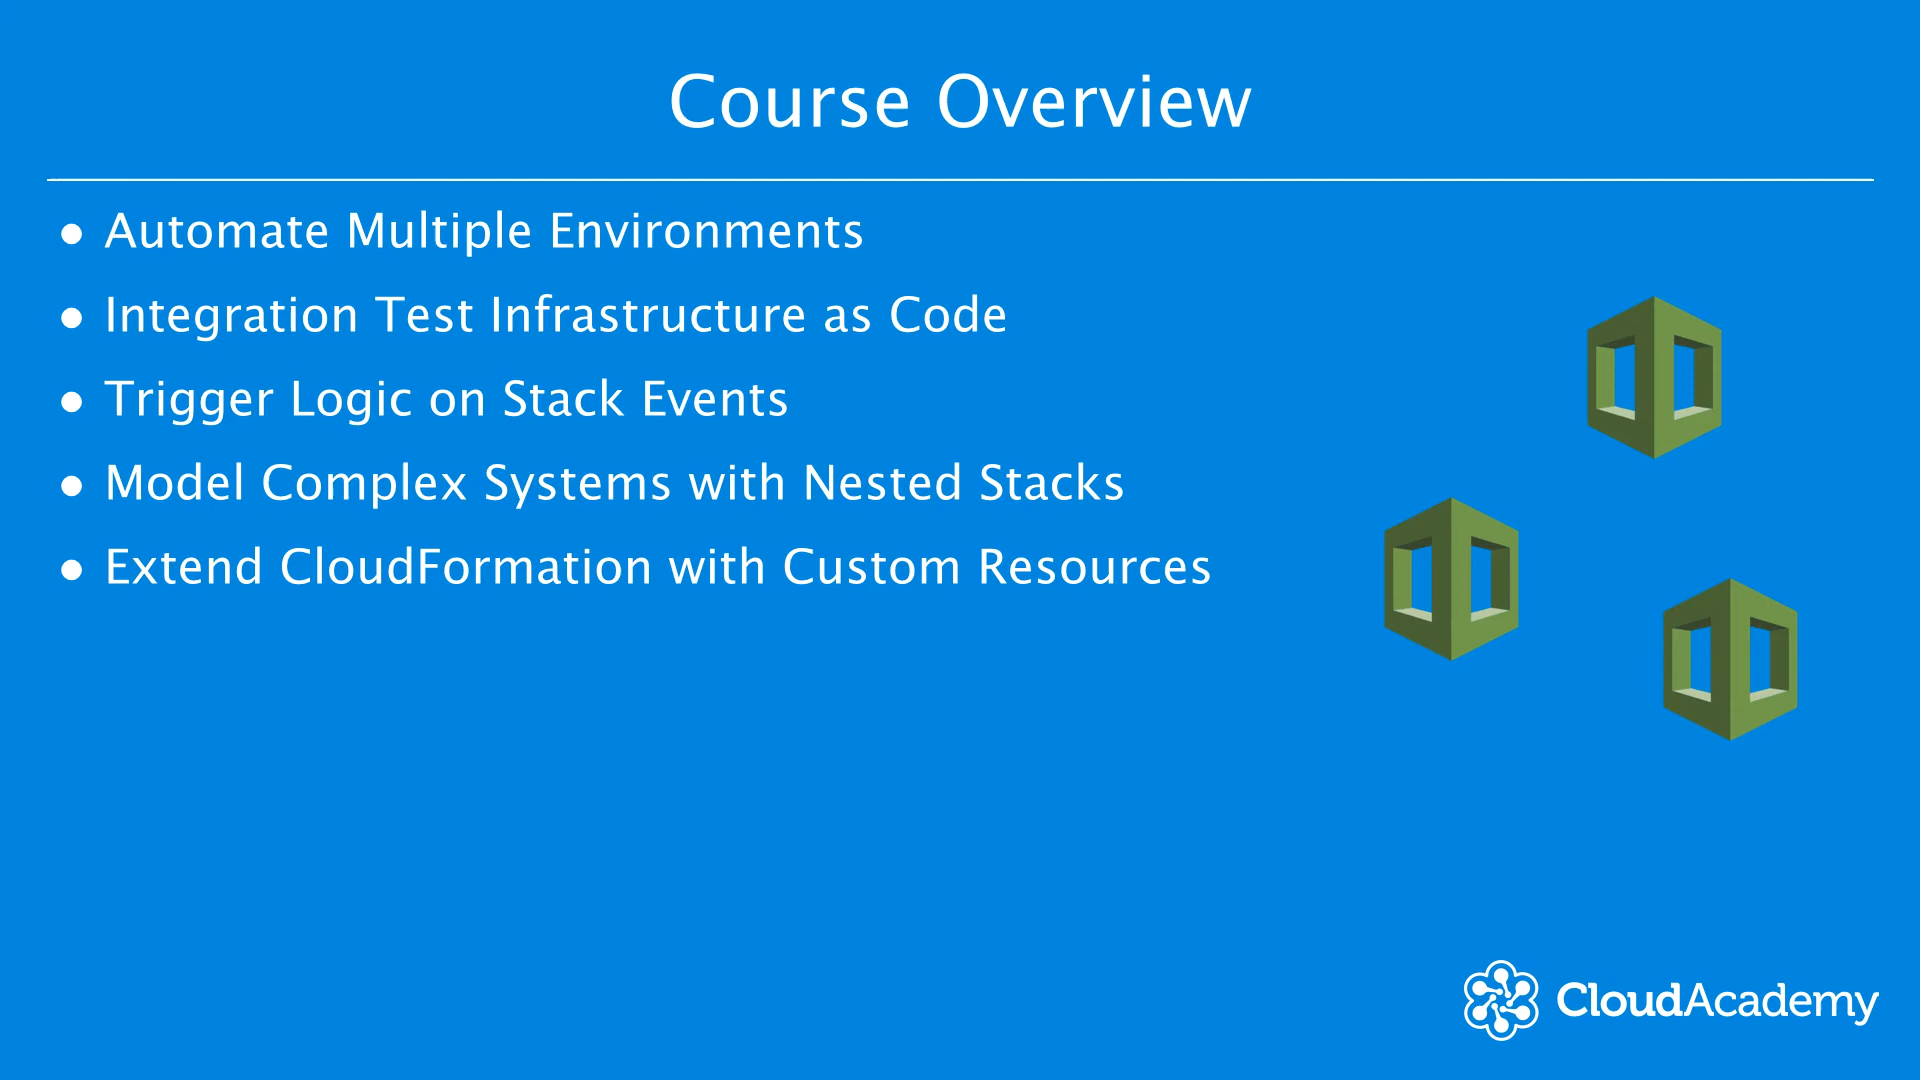 Course Overview
● Automate Multiple Environments
● Integration Test Infrastructure as Code
● Trigger Logic on Stack Events
● Model Complex Systems with Nested Stacks
● Extend CloudFormation with Custom Resources
CloudAcademy